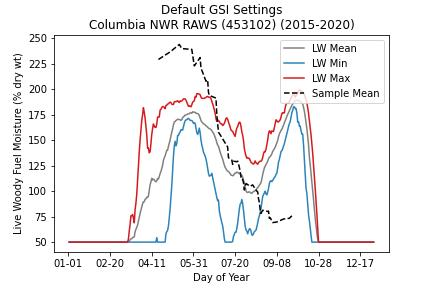 Default GSI Settings
Columbia NWR RAWS (453102) (2015-2020)
Live Woody Fuel Moisture (% dry wt)
250
225
200
175
150
125
100
75
50
LW Mean
LW Min
LW Max
Sample Mean
01-01 02-20 04-11 05-31 07-20 09-08 10-28 12-17
Day of Year